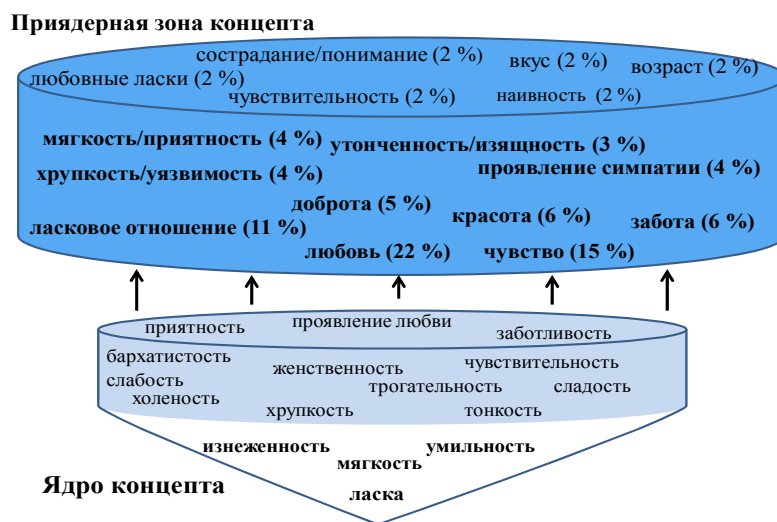 Приядерная зона концепта
сострадание/понимание (2 %)
вкус (2 %)
возраст (2 %)
любовные ласки (2 %)
чувствительность (2 %)
наивность (2 %)
мягкость/приятность (4 %)
утонченность/изящность (3 %)
хрупкость/уязвимость (4 %)
проявление симпатии (4 %)
доброта (5 %)
красота (6 %)
забота (6 %)
ласковое отношение (11 %)
любовь (22 %)
чувство (15 %)
приятность
проявление любви
заботливость
бархатистость
женственность
чувствительность
слабость
трогательность
сладость
холеность
хрупкость
тонкость
изнеженность
умильность
мягкость
Ядро концепта
ласка